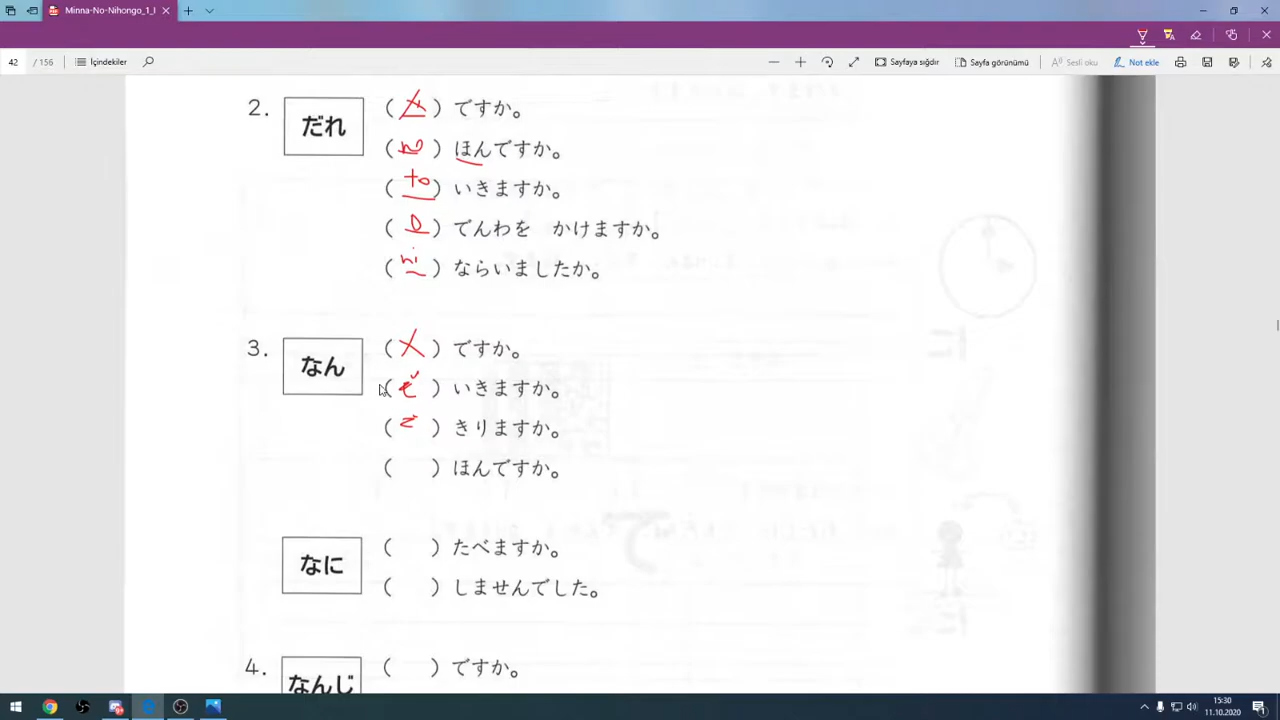 Minna-No-Nihongo_1_I
42 / 156 İçindekiler Sayfaya sığdır Sayfa görünümü Sesli oku Not ekle
2. だれ ( X ) ですか。
( no ) ほんですか。
( to ) いきますか。
( ) でんわを かけますか。
( ni ) ならいましたか。
3. なん ( X ) ですか。
( ) いきますか。
( ) きりますか。
( ) ほんですか。
なに ( ) たべますか。
( ) しませんでした。
4. なんじ ( ) ですか。
15:30
11.10.2020